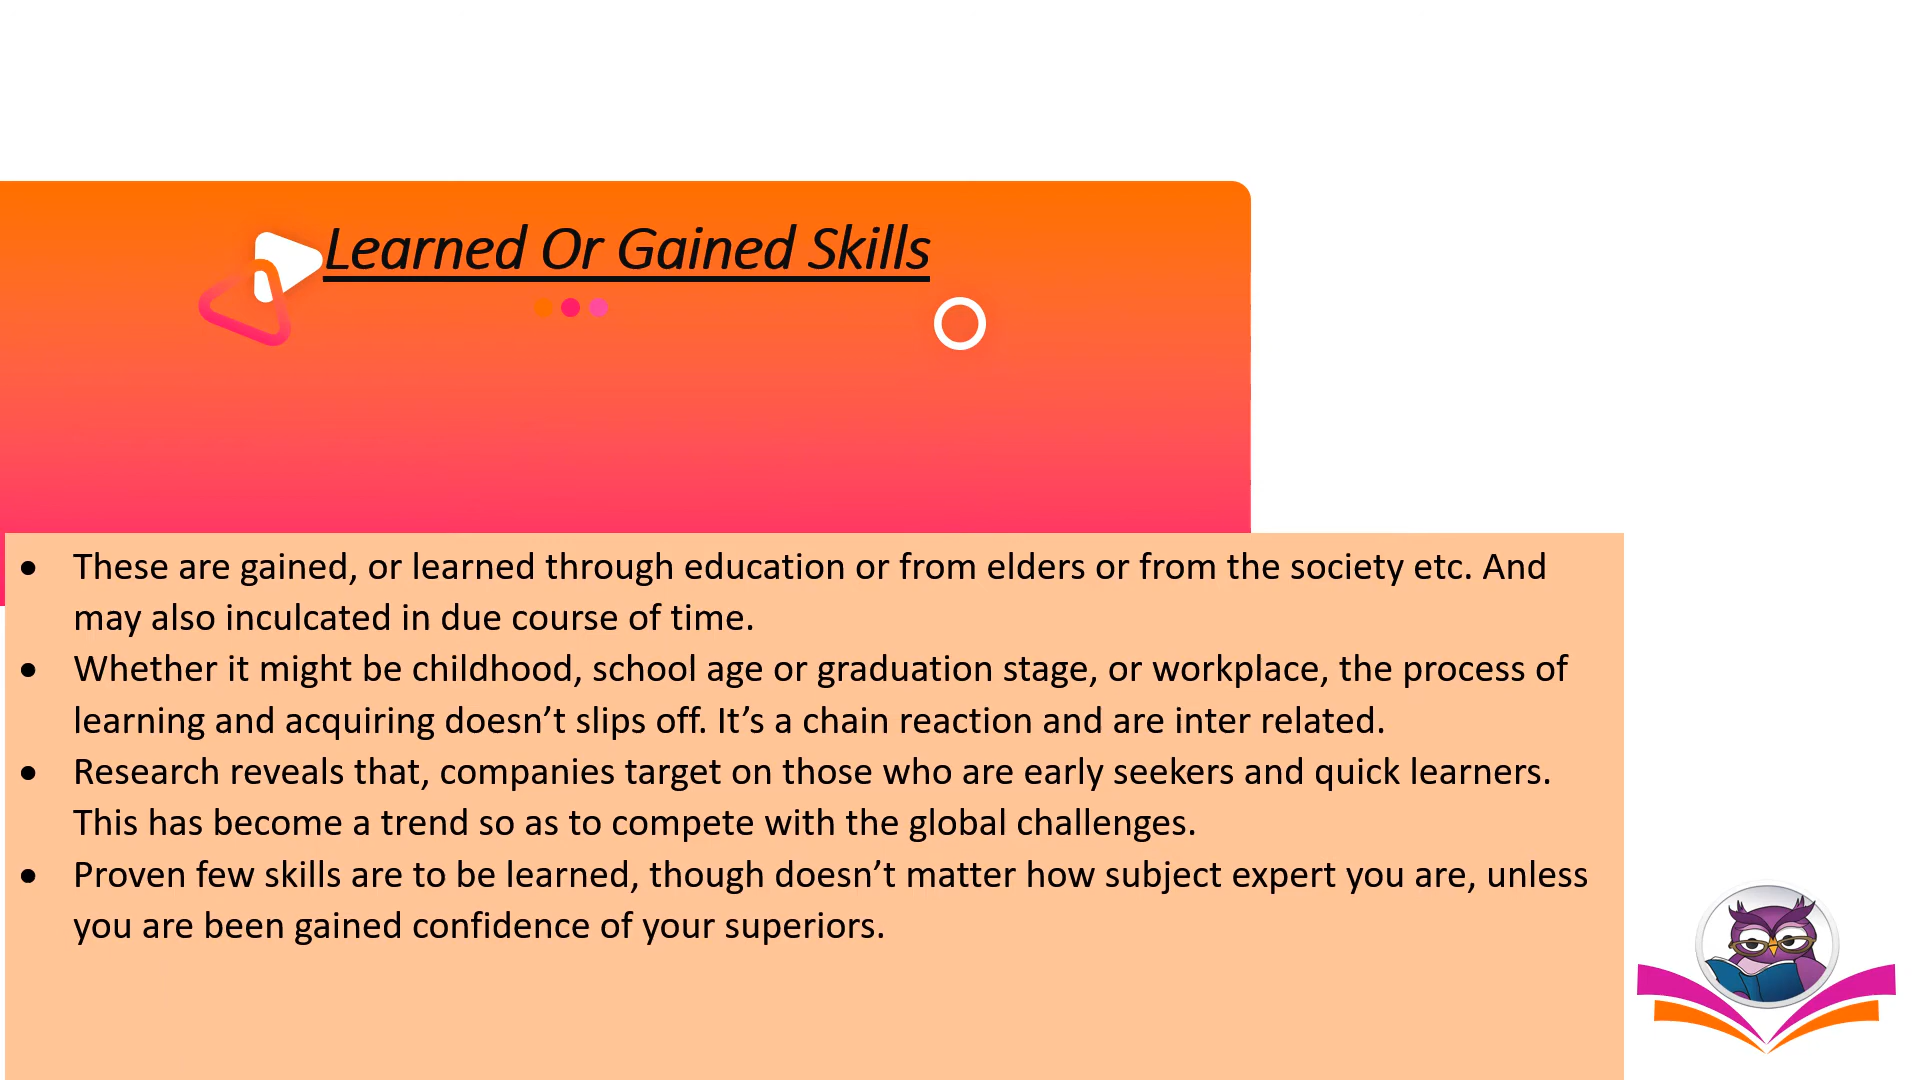 Learned Or Gained Skills
• These are gained, or learned through education or from elders or from the society etc. And
may also inculcated in due course of time.
• Whether it might be childhood, school age or graduation stage, or workplace, the process of
learning and acquiring doesn’t slips off. It’s a chain reaction and are inter related.
• Research reveals that, companies target on those who are early seekers and quick learners.
This has become a trend so as to compete with the global challenges.
• Proven few skills are to be learned, though doesn’t matter how subject expert you are, unless
you are been gained confidence of your superiors.